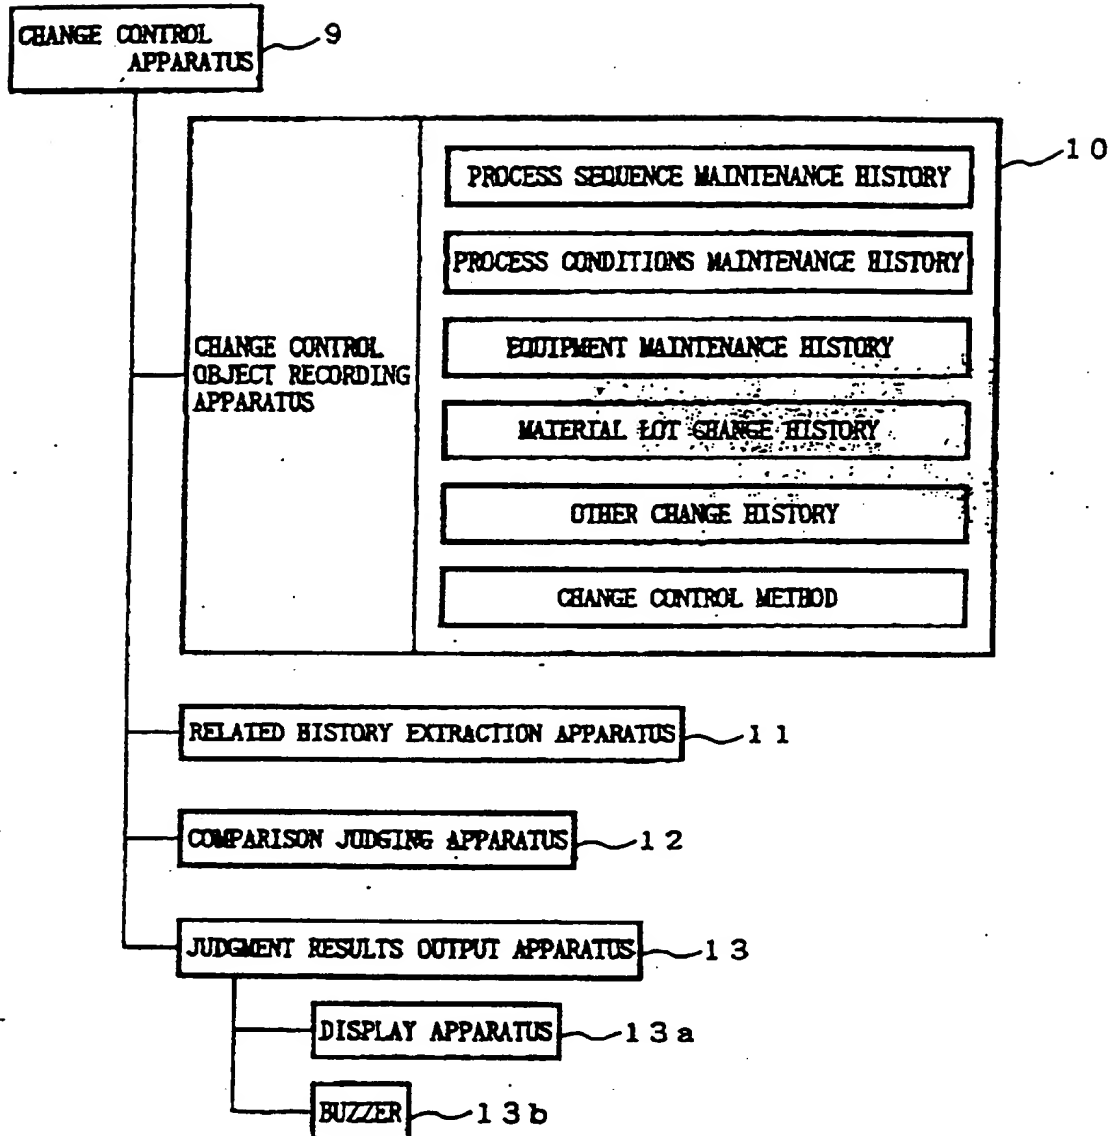 CHANGE CONTROL
APPARATUS
9
10
PROCESS SEQUENCE MAINTENANCE HISTORY
PROCESS CONDITIONS MAINTENANCE HISTORY
CHANGE CONTROL
OBJECT RECORDING
APPARATUS
EQUIPMENT MAINTENANCE HISTORY
MATERIAL LOT CHANGE HISTORY
OTHER CHANGE HISTORY
CHANGE CONTROL METHOD
RELATED HISTORY EXTRACTION APPARATUS
11
COMPARISON JUDGING APPARATUS
12
JUDGMENT RESULTS OUTPUT APPARATUS
13
DISPLAY APPARATUS
13a
BUZZER
13b